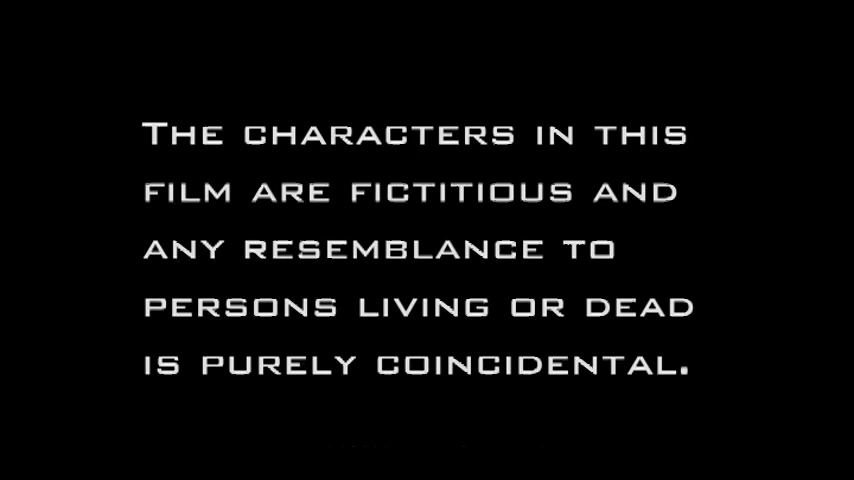 The characters in this
film are fictitious and
any resemblance to
persons living or dead
is purely coincidental.